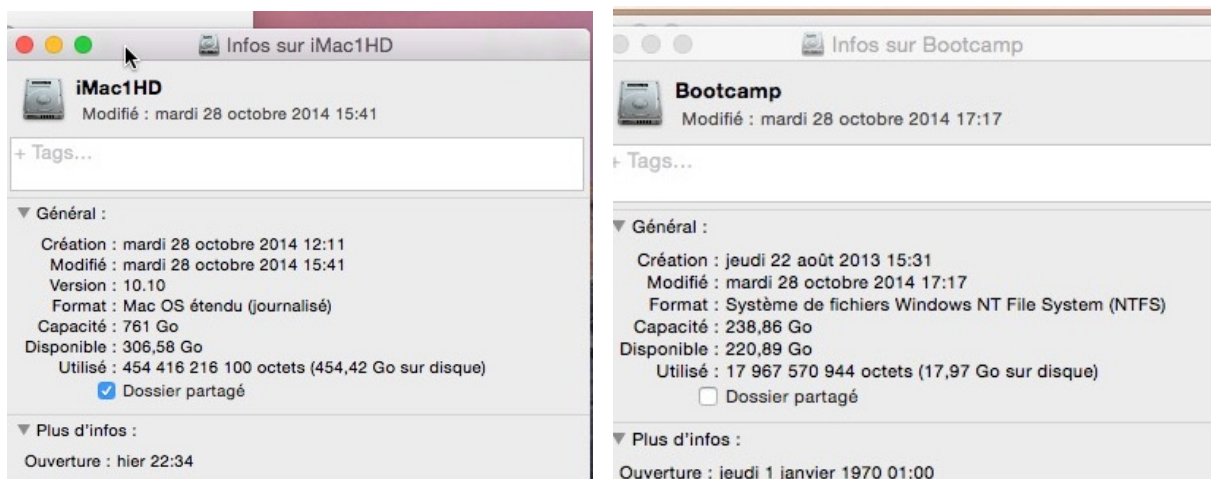 Infos sur iMac1HD
iMac1HD
Modifié : mardi 28 octobre 2014 15:41
+ Tags...
Général :
Création : mardi 28 octobre 2014 12:11
Modifié : mardi 28 octobre 2014 15:41
Version : 10.10
Format : Mac OS étendu (journalisé)
Capacité : 761 Go
Disponible : 306,58 Go
Utilisé : 454 416 216 100 octets (454,42 Go sur disque)
Dossier partagé
Plus d'infos :
Ouverture : hier 22:34
Infos sur Bootcamp
Bootcamp
Modifié : mardi 28 octobre 2014 17:17
+ Tags...
Général :
Création : jeudi 22 août 2013 15:31
Modifié : mardi 28 octobre 2014 17:17
Format : Système de fichiers Windows NT File System (NTFS)
Capacité : 238,86 Go
Disponible : 220,89 Go
Utilisé : 17 967 570 944 octets (17,97 Go sur disque)
Dossier partagé
Plus d'infos :
Ouverture : jeudi 1 janvier 1970 01:00